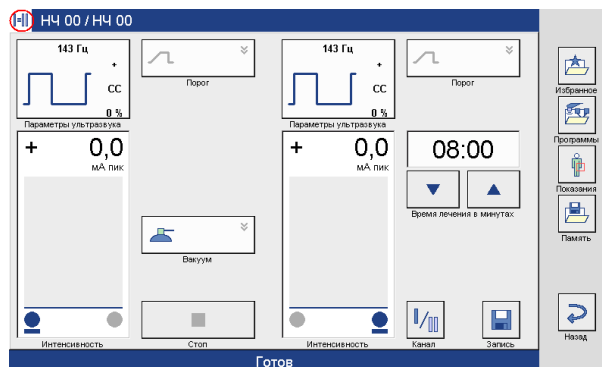 НЧ 00 / НЧ 00
143 Гц
+
CC
0 %
Параметры ультразвука
Порог
143 Гц
+
CC
0 %
Параметры ультразвука
Порог
+ 0,0
мА пик
Интенсивность
Вакуум
Стоп
+ 0,0
мА пик
Интенсивность
08:00
Время лечения в минутах
Канал
Запись
Избранное
Программы
Показания
Память
Назад
Готов